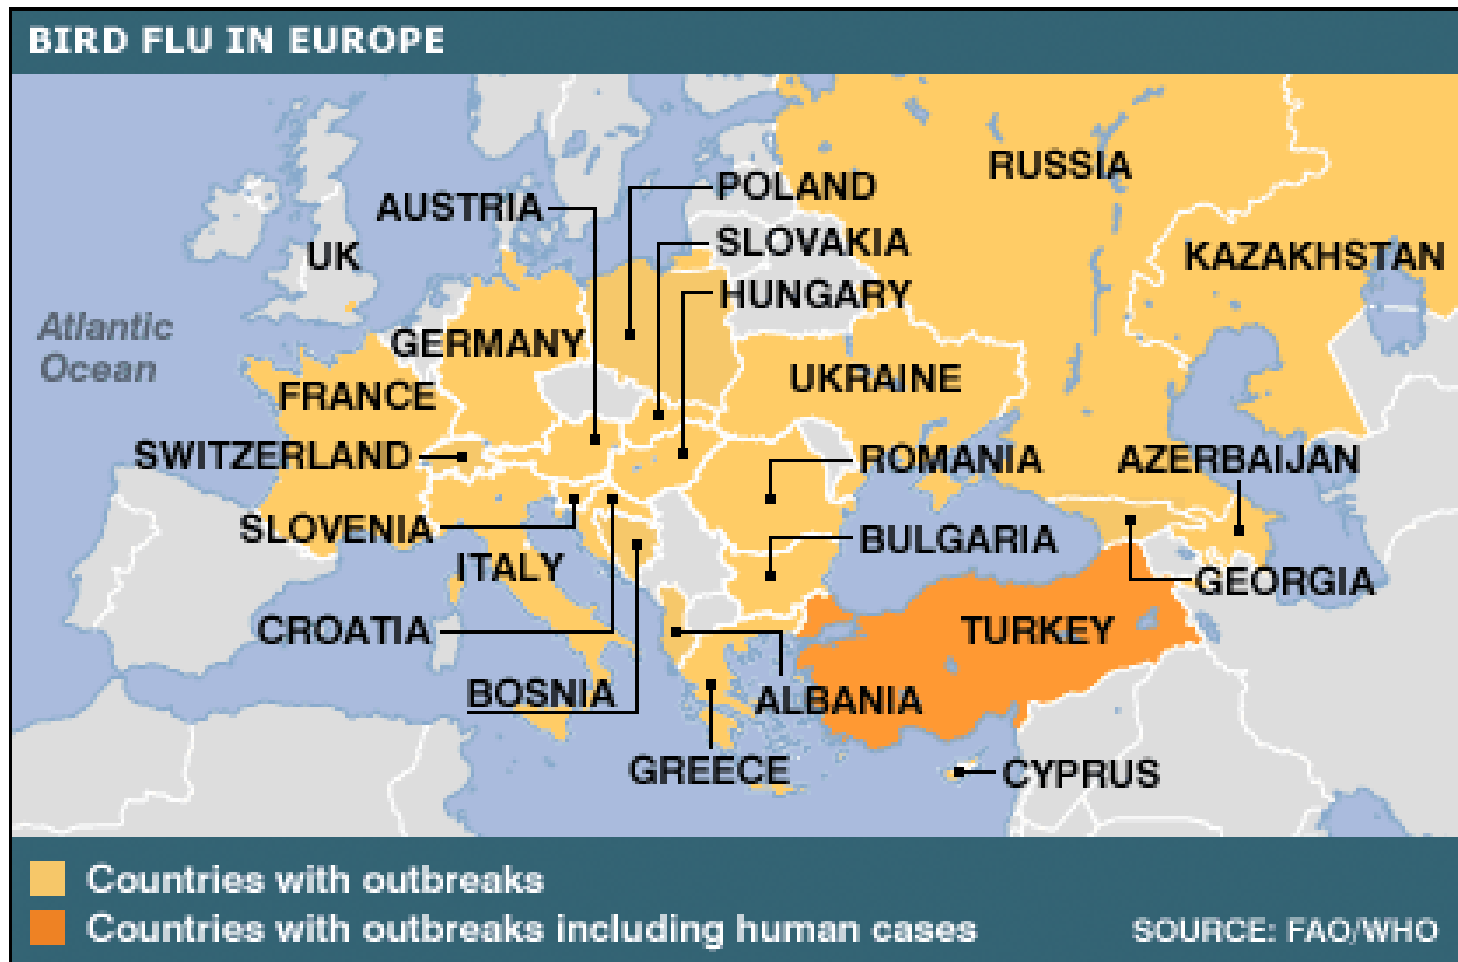 BIRD FLU IN EUROPE
RUSSIA
POLAND
AUSTRIA
SLOVAKIA
UK
KAZAKHSTAN
HUNGARY
Atlantic
Ocean
GERMANY
UKRAINE
FRANCE
SWITZERLAND
ROMANIA
AZERBAIJAN
SLOVENIA
BULGARIA
ITALY
GEORGIA
CROATIA
TURKEY
BOSNIA
ALBANIA
GREECE
CYPRUS
Countries with outbreaks
Countries with outbreaks including human cases
SOURCE: FAO/WHO